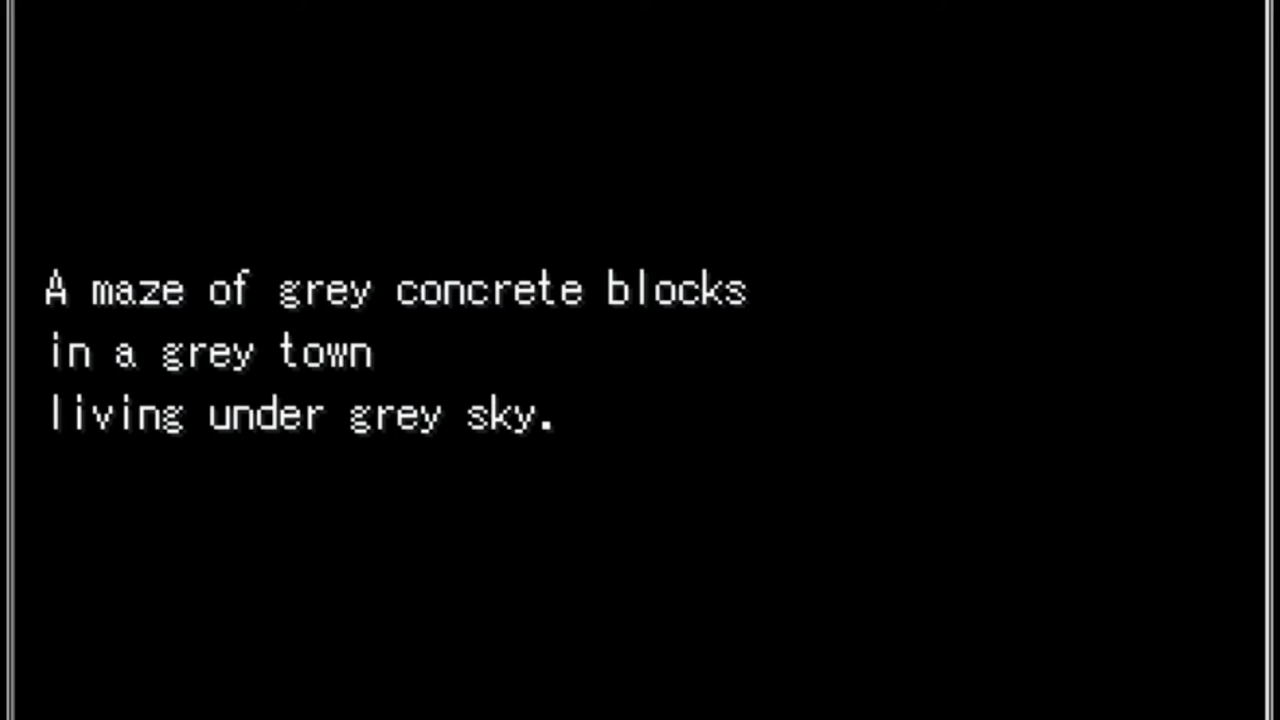 A maze of grey concrete blocks
in a grey town
living under grey sky.